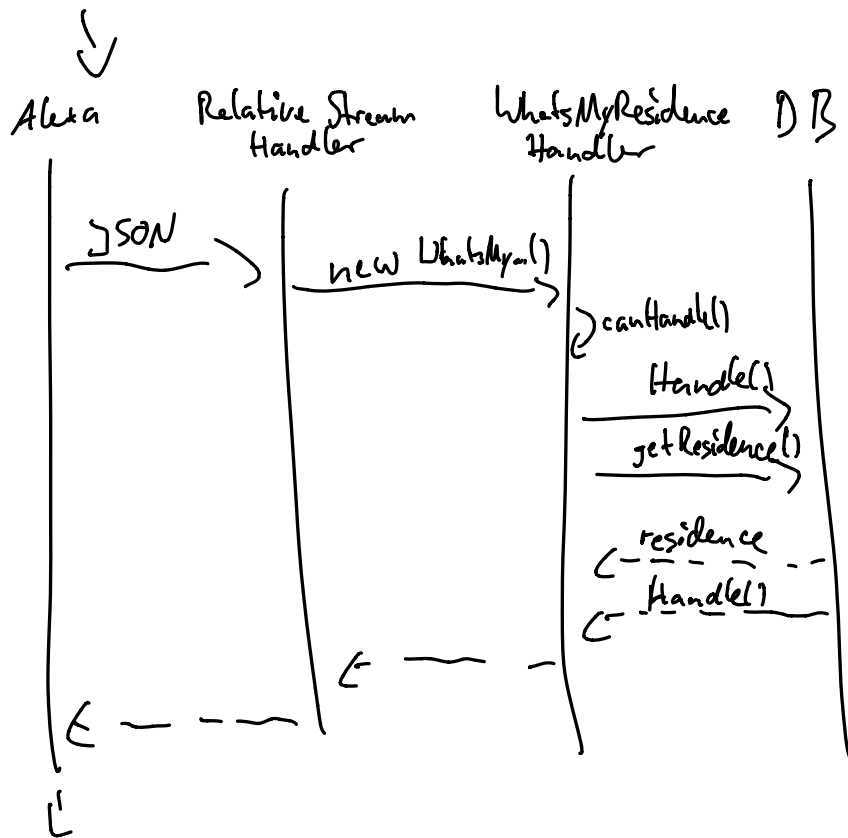 Alexa
Relative Stream
Handler
WhatsMyResidence
Handler
DB
JSON
new WhatsMy...()
canHandle()
Handle()
getResidence()
residence
Handle()